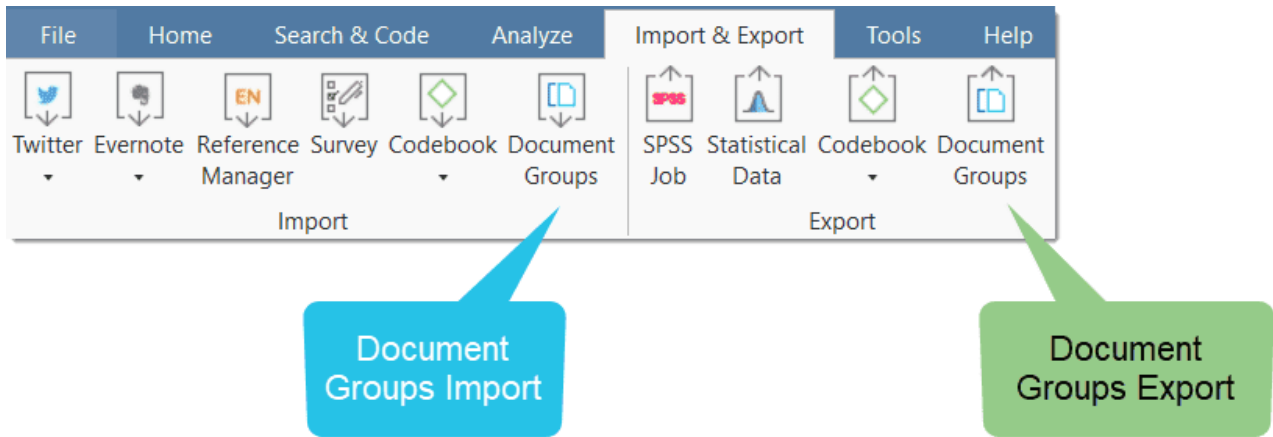 File Home Search & Code Analyze Import & Export Tools Help
EN SPSS
Twitter Evernote Reference Survey Codebook Document SPSS Statistical Codebook Document
Manager Groups Job Data Groups
Import Export
Document
Groups Import
Document
Groups Export